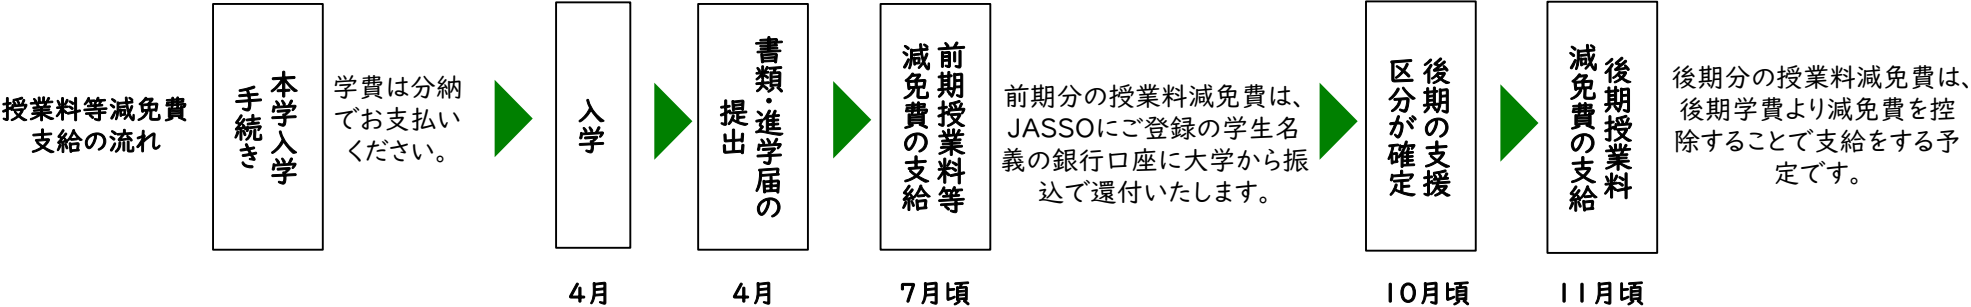 授業料等減免費
支給の流れ
本学入学
手続き
学費は分納
でお支払い
ください。
入学
4月
書類・進学届の
提出
4月
前期授業料等
減免費の支給
7月頃
前期分の授業料減免費は、
JASSOにご登録の学生名
義の銀行口座に大学から振
込で還付いたします。
後期の支援
区分が確定
10月頃
後期授業料
減免費の支給
11月頃
後期分の授業料減免費は、
後期学費より減免費を控
除することで支給をする予
定です。